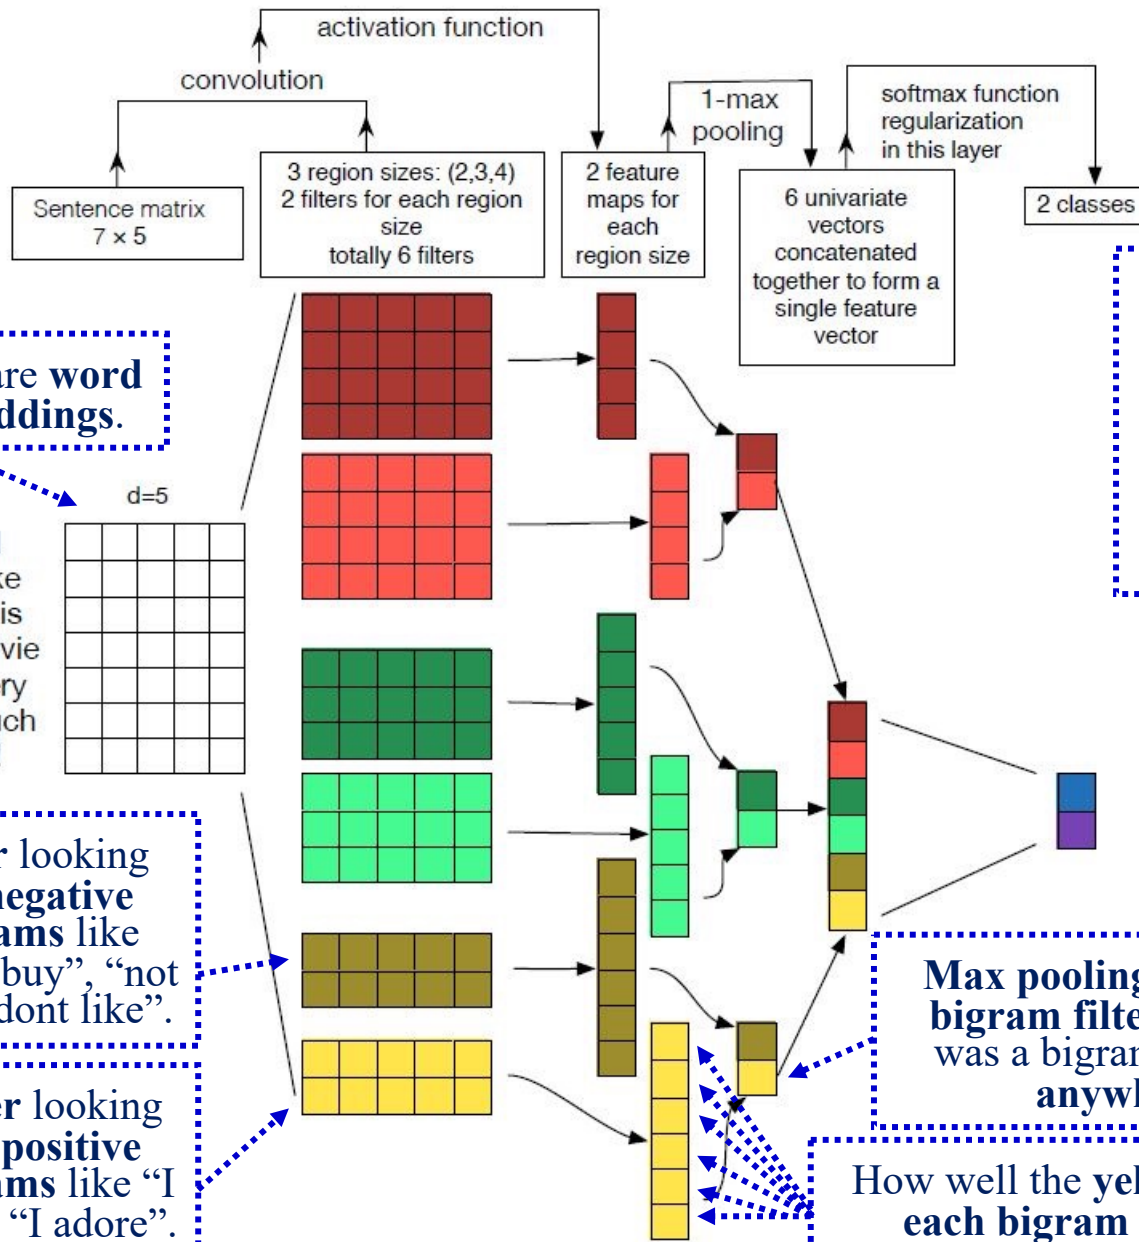 activation function
convolution
1-max
pooling
softmax function
regularization
in this layer
Sentence matrix
7 × 5
3 region sizes: (2,3,4)
2 filters for each region
size
totally 6 filters
2 feature
maps for
each
region size
6 univariate
vectors
concatenated
together to form a
single feature
vector
2 classes
are word
ddings.
d=5
ke
is
vie
ery
uch
!
r looking
negative
ams like
buy”, “not
dont like”.
er looking
positive
ams like “I
“I adore”.
Max pooling
bigram filte
was a bigran
anywh
How well the yel
each bigram